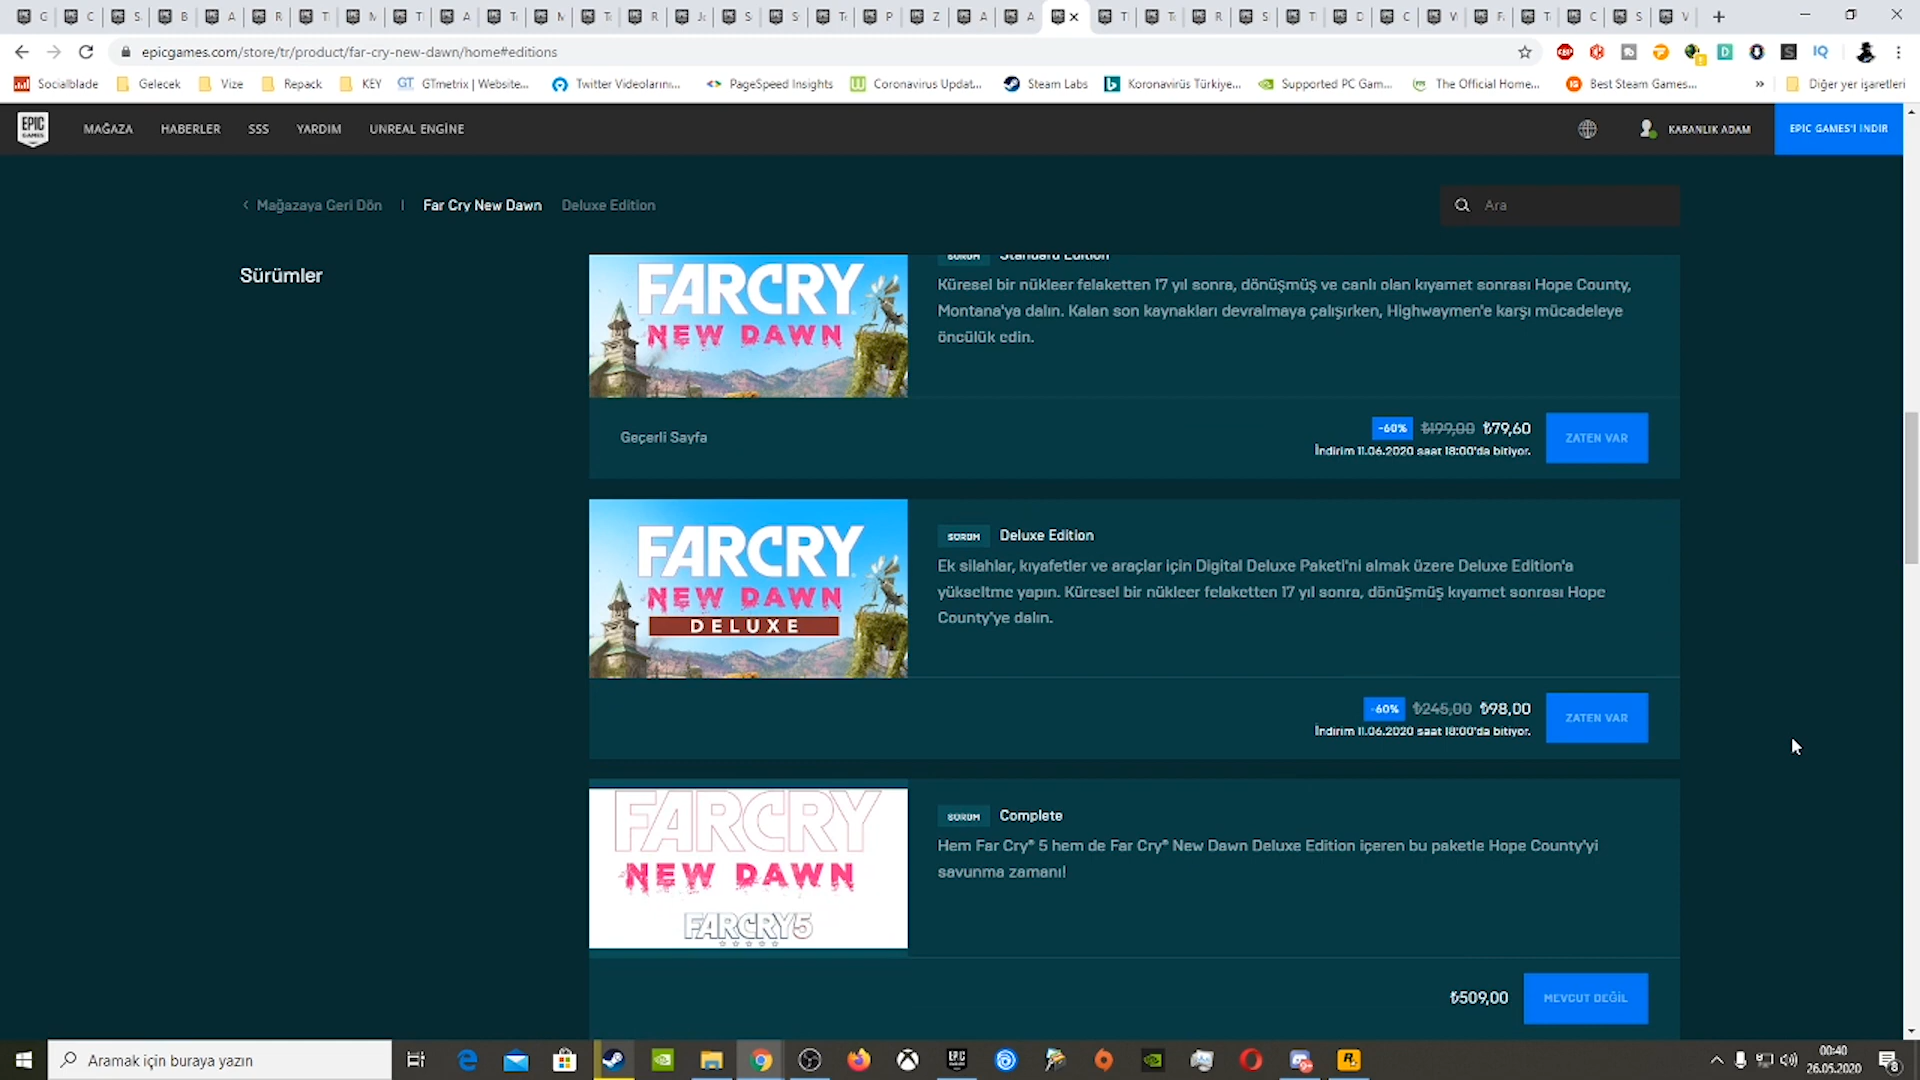 epicgames.com/store/tr/product/far-cry-new-dawn/home#editions
Socialblade
Gelecek
Vize
Repack
KEY
GT
GTmetrix | Website...
Twitter Videolarını...
PageSpeed Insights
Coronavirus Updat...
Steam Labs
Koronavirüs Türkiye...
Supported PC Gam...
The Official Home...
Best Steam Games...
»
Diğer yer işaretleri
EPIC
GAMES
MAĞAZA
HABERLER
SSS
YARDIM
UNREAL ENGİNE
KARANLIK ADAM
EPIC GAMES'I INDIR
Mağazaya Geri Dön
Far Cry New Dawn
Deluxe Edition
Ara
Sürümler
FARCRY
NEW DAWN
SÜRÜM Standard Edition
Küresel bir nükleer felaketten 17 yıl sonra, dönüşmüş ve canlı olan kıyamet sonrası Hope County,
Montana'ya dalın. Kalan son kaynakları devralmaya çalışırken, Highwaymen'e karşı mücadeleye
öncülük edin.
Geçerli Sayfa
-60% ₺199,00 ₺79,60
İndirim 11.06.2020 saat 18:00'da bitiyor.
ZATEN VAR
FARCRY
NEW DAWN
DELUXE
SÜRÜM Deluxe Edition
Ek silahlar, kıyafetler ve araçlar için Digital Deluxe Paketi'ni almak üzere Deluxe Edition'a
yükseltme yapın. Küresel bir nükleer felaketten 17 yıl sonra, dönüşmüş kıyamet sonrası Hope
County'ye dalın.
-60% ₺245,00 ₺98,00
İndirim 11.06.2020 saat 18:00'da bitiyor.
ZATEN VAR
FARCRY
NEW DAWN
FARCRY5
SÜRÜM Complete
Hem Far Cry® 5 hem de Far Cry® New Dawn Deluxe Edition içeren bu paketle Hope County'yi
savunma zamanı!
₺509,00
MEVCUT DEĞİL
Aramak için buraya yazın
00:40
26.05.2020
8